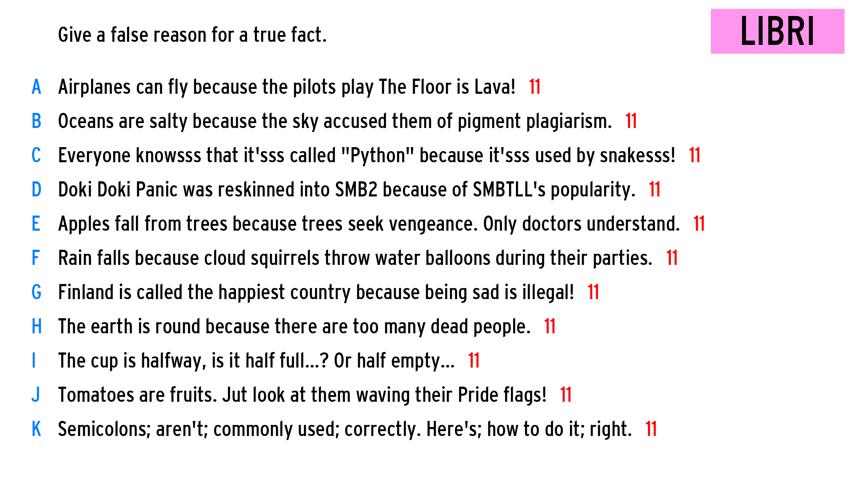 Give a false reason for a true fact.
LIBRI
A Airplanes can fly because the pilots play The Floor is Lava! 11
B Oceans are salty because the sky accused them of pigment plagiarism. 11
C Everyone knowsss that it'sss called "Python" because it'sss used by snakesss! 11
D Doki Doki Panic was reskinned into SMB2 because of SMBTLL's popularity. 11
E Apples fall from trees because trees seek vengeance. Only doctors understand. 11
F Rain falls because cloud squirrels throw water balloons during their parties. 11
G Finland is called the happiest country because being sad is illegal! 11
H The earth is round because there are too many dead people. 11
I The cup is halfway, is it half full...? Or half empty... 11
J Tomatoes are fruits. Jut look at them waving their Pride flags! 11
K Semicolons; aren't; commonly used; correctly. Here's; how to do it; right. 11